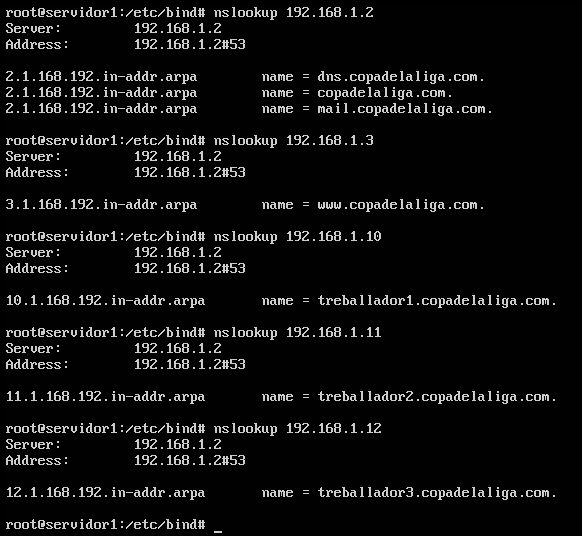 root@servidor1:/etc/bind# nslookup 192.168.1.2
Server:         192.168.1.2
Address:        192.168.1.2#53
2.1.168.192.in-addr.arpa        name = dns.copadelaliga.com.
2.1.168.192.in-addr.arpa        name = copadelaliga.com.
2.1.168.192.in-addr.arpa        name = mail.copadelaliga.com.
root@servidor1:/etc/bind# nslookup 192.168.1.3
Server:         192.168.1.2
Address:        192.168.1.2#53
3.1.168.192.in-addr.arpa        name = www.copadelaliga.com.
root@servidor1:/etc/bind# nslookup 192.168.1.10
Server:         192.168.1.2
Address:        192.168.1.2#53
10.1.168.192.in-addr.arpa       name = treballador1.copadelaliga.com.
root@servidor1:/etc/bind# nslookup 192.168.1.11
Server:         192.168.1.2
Address:        192.168.1.2#53
11.1.168.192.in-addr.arpa       name = treballador2.copadelaliga.com.
root@servidor1:/etc/bind# nslookup 192.168.1.12
Server:         192.168.1.2
Address:        192.168.1.2#53
12.1.168.192.in-addr.arpa       name = treballador3.copadelaliga.com.
root@servidor1:/etc/bind# _